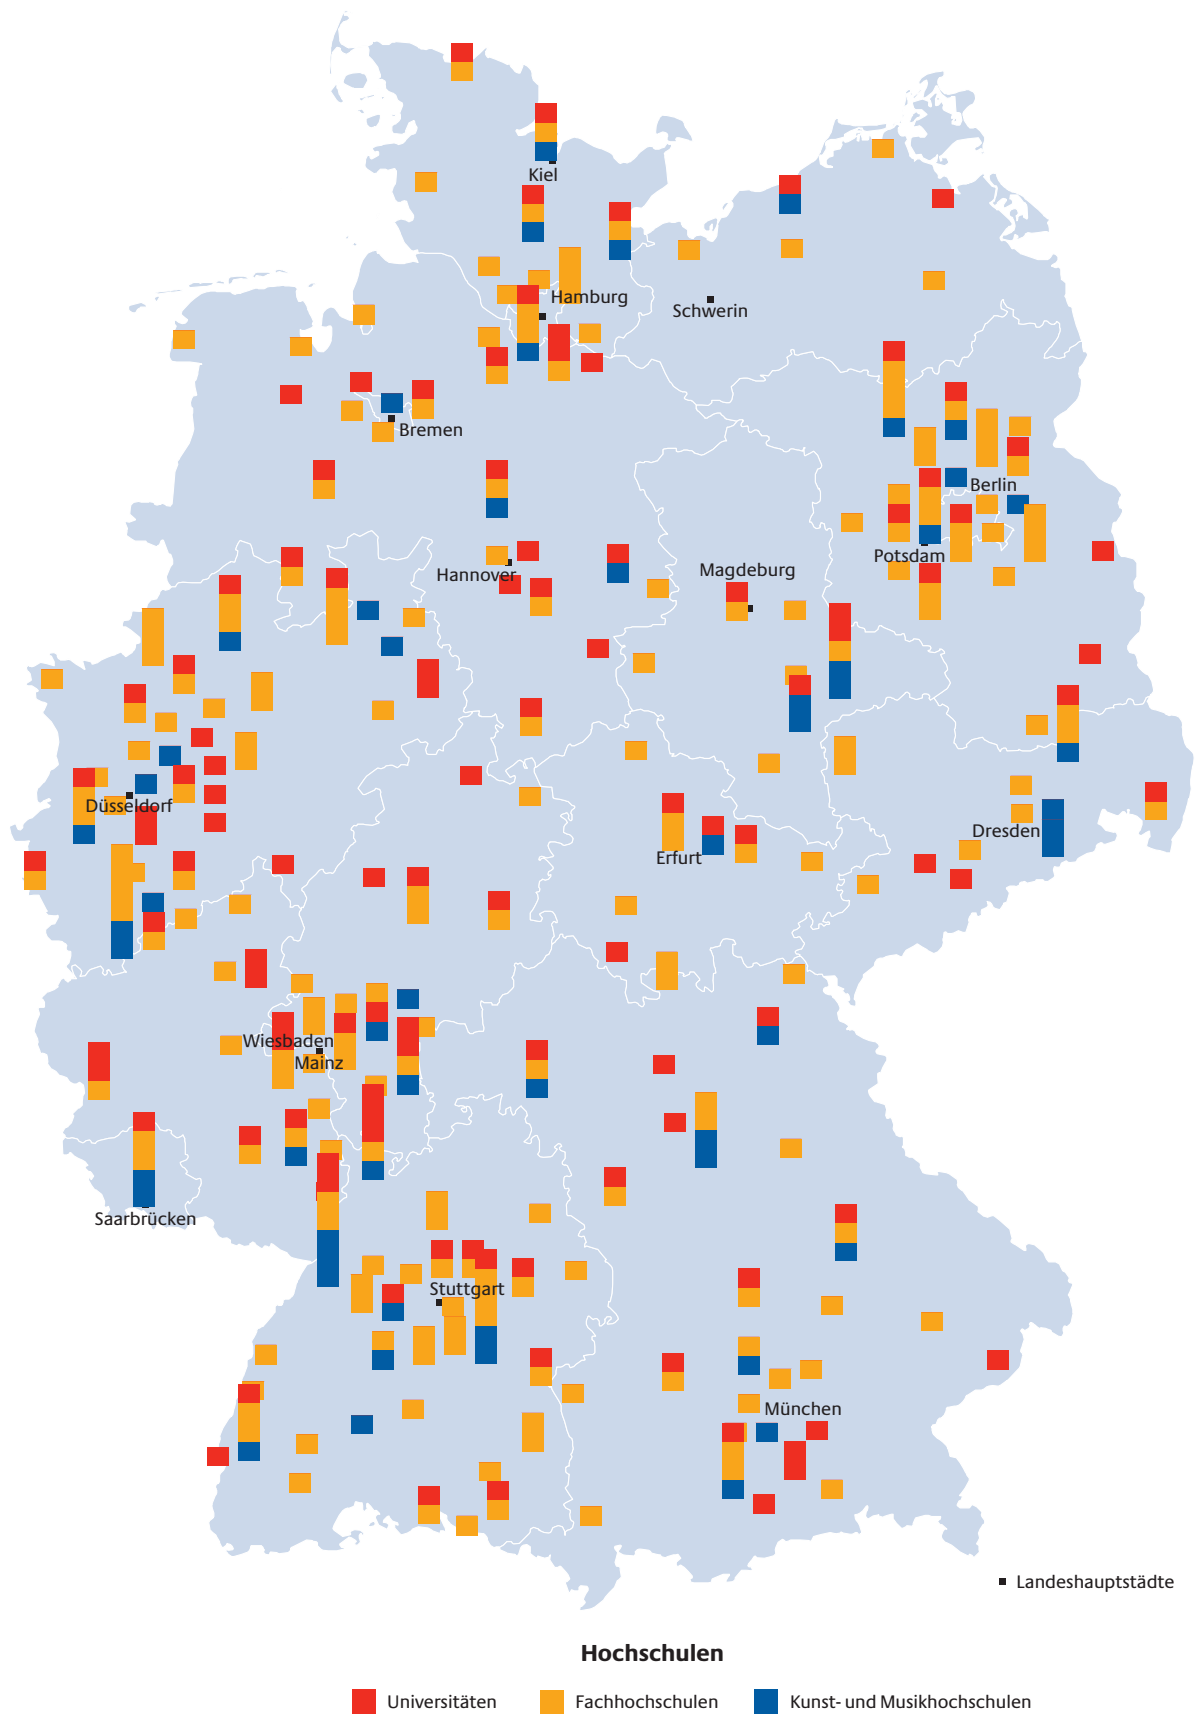 Kiel
Hamburg
Schwerin
Bremen
Berlin
Potsdam
Hannover
Magdeburg
Düsseldorf
Dresden
Erfurt
Wiesbaden
Mainz
Saarbrücken
Stuttgart
München
Landeshauptstädte
Hochschulen
Universitäten
Fachhochschulen
Kunst- und Musikhochschulen